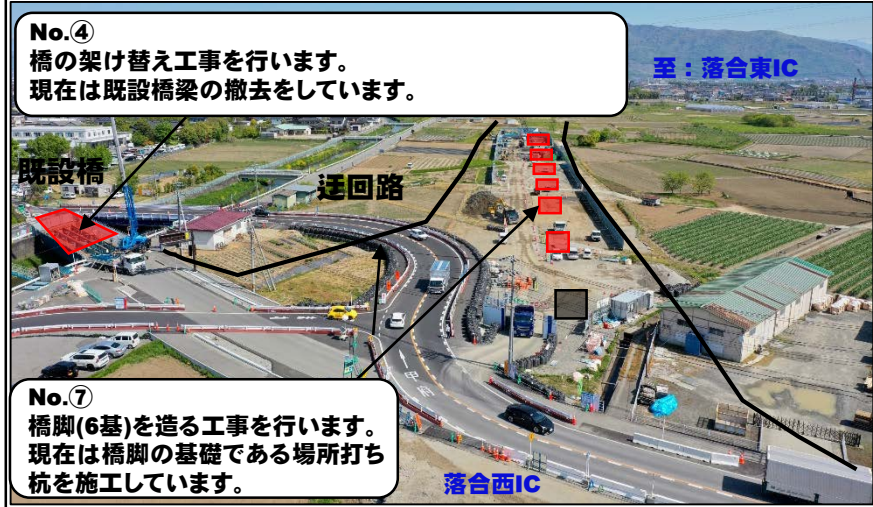 No.④
橋の架け替え工事を行います。
現在は既設橋梁の撤去をしています。
至：落合東IC
既設橋
迂回路
No.⑦
橋脚(6基)を造る工事を行います。
現在は橋脚の基礎である場所打ち
杭を施工しています。
落合西IC